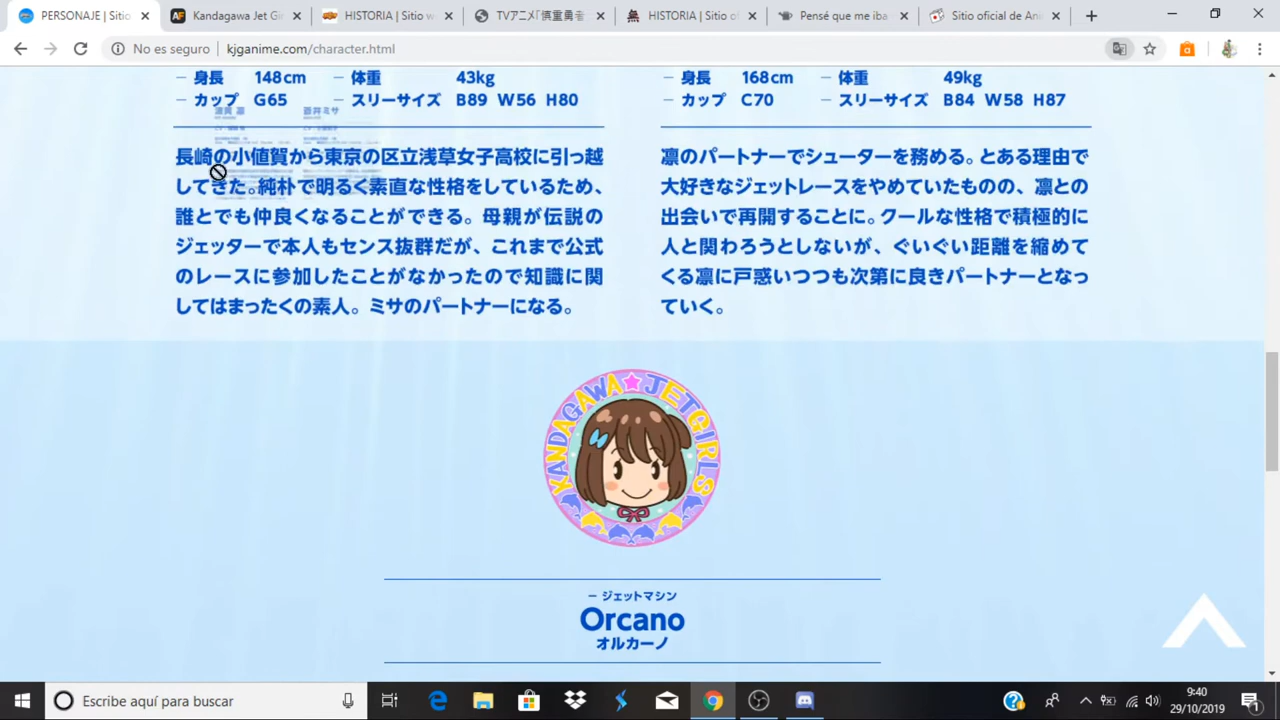 PERSONAJE | Sitio
Kandagawa Jet Gir
HISTORIA | Sitio w
TVアニメ「慎重勇者
HISTORIA | Sitio of
Pensé que me iba
Sitio oficial de Ani
No es seguro
kjganime.com/character.html
身長 148cm 体重 43kg
カップ G65 スリーサイズ B89 W56 H80
長崎の小値賀から東京の区立浅草女子高校に引っ越
してきた。純朴で明るく素直な性格をしているため、
誰とでも仲良くなることができる。母親が伝説の
ジェッターで本人もセンス抜群だが、これまで公式
のレースに参加したことがなかったので知識に関
してはまったくの素人。ミサのパートナーになる。
身長 168cm 体重 49kg
カップ C70 スリーサイズ B84 W58 H87
凛のパートナーでシューターを務める。とある理由で
大好きなジェットレースをやめていたものの、凛との
出会いで再開することに。クールな性格で積極的に
人と関わろうとしないが、ぐいぐい距離を縮めて
くる凛に戸惑いつつも次第に良きパートナーとなっ
ていく。
KANDAGAWA★JETGIRLS
ジェットマシン
Orcano
オルカーノ
Escribe aquí para buscar
9:40
29/10/2019